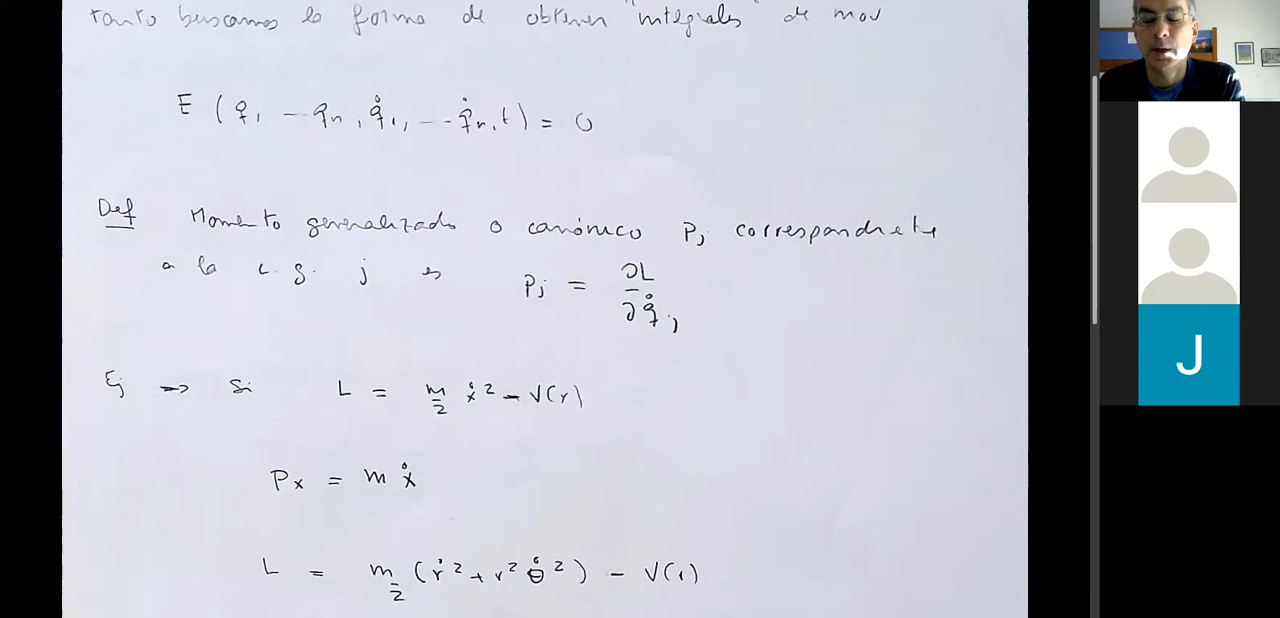 tanto buscamos la forma de obtener "integrales" de mov
E (q₁ --- qₙ, q̇₁, --- q̇ₙ, t) = 0
Def Momento generalizado o canónico Pj correspondiente
a la c.g. j es Pj = ∂L/∂q̇j
Ej → Si L = m/2 ẋ² - V(x)
Px = m ẋ
L = m/2 (ṙ² + r² θ̇²) - V(r)
J